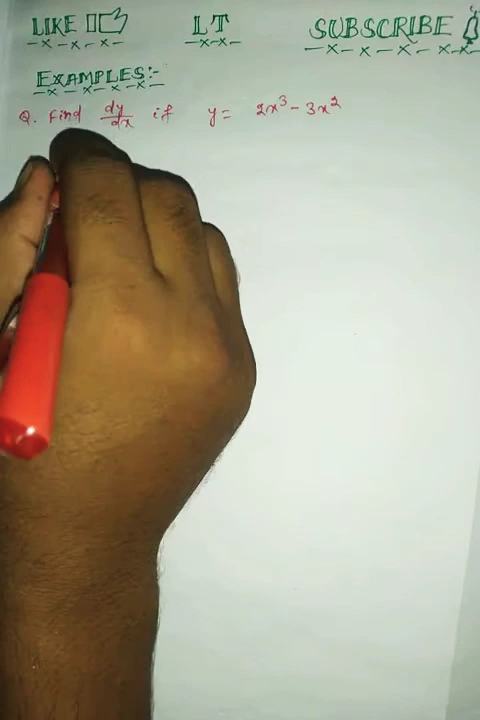 LIKE LT SUBSCRIBE
EXAMPLES:-
Q. Find dy/dx if y = 2x³ - 3x²